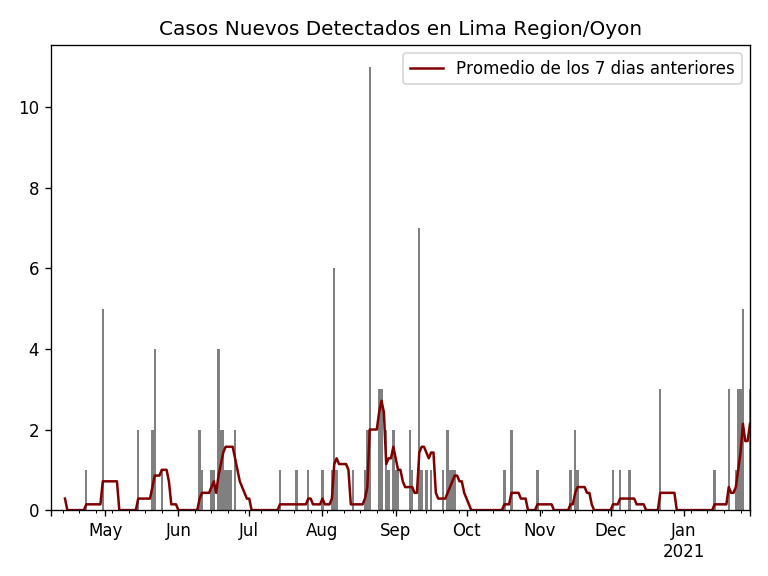 Casos Nuevos Detectados en Lima Region/Oyon
Promedio de los 7 dias anteriores
10
8
6
4
2
0
May Jun Jul Aug Sep Oct Nov Dec Jan
2021